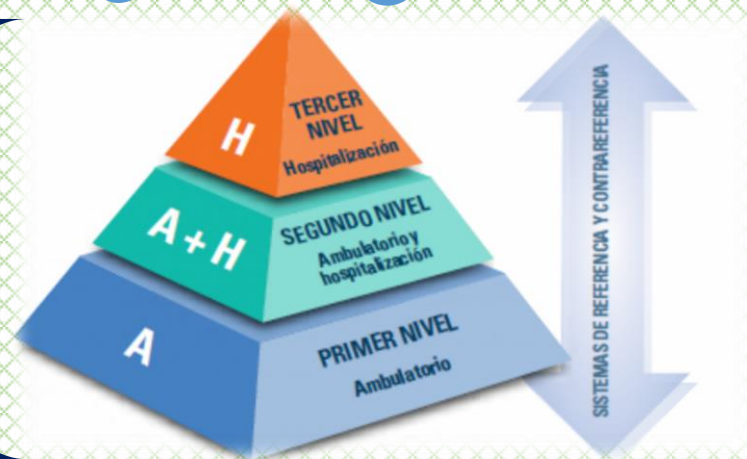 H
TERCER
NIVEL
Hospitalización
A + H
SEGUNDO NIVEL
Ambulatorio y
hospitalización
A
PRIMER NIVEL
Ambulatorio
SISTEMAS DE REFERENCIA Y CONTRAREFERENCIA